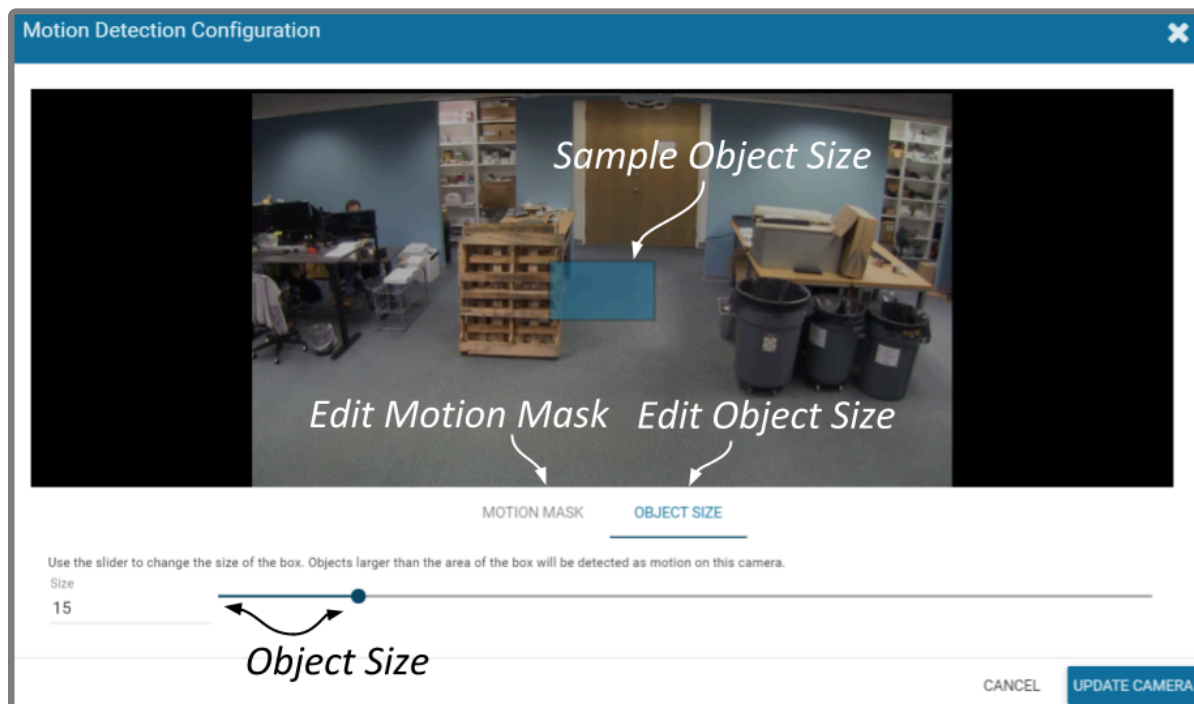 Motion Detection Configuration
Sample Object Size
Edit Motion Mask Edit Object Size
MOTION MASK OBJECT SIZE
Use the slider to change the size of the box. Objects larger than the area of the box will be detected as motion on this camera.
Size
15
Object Size
CANCEL UPDATE CAMERA